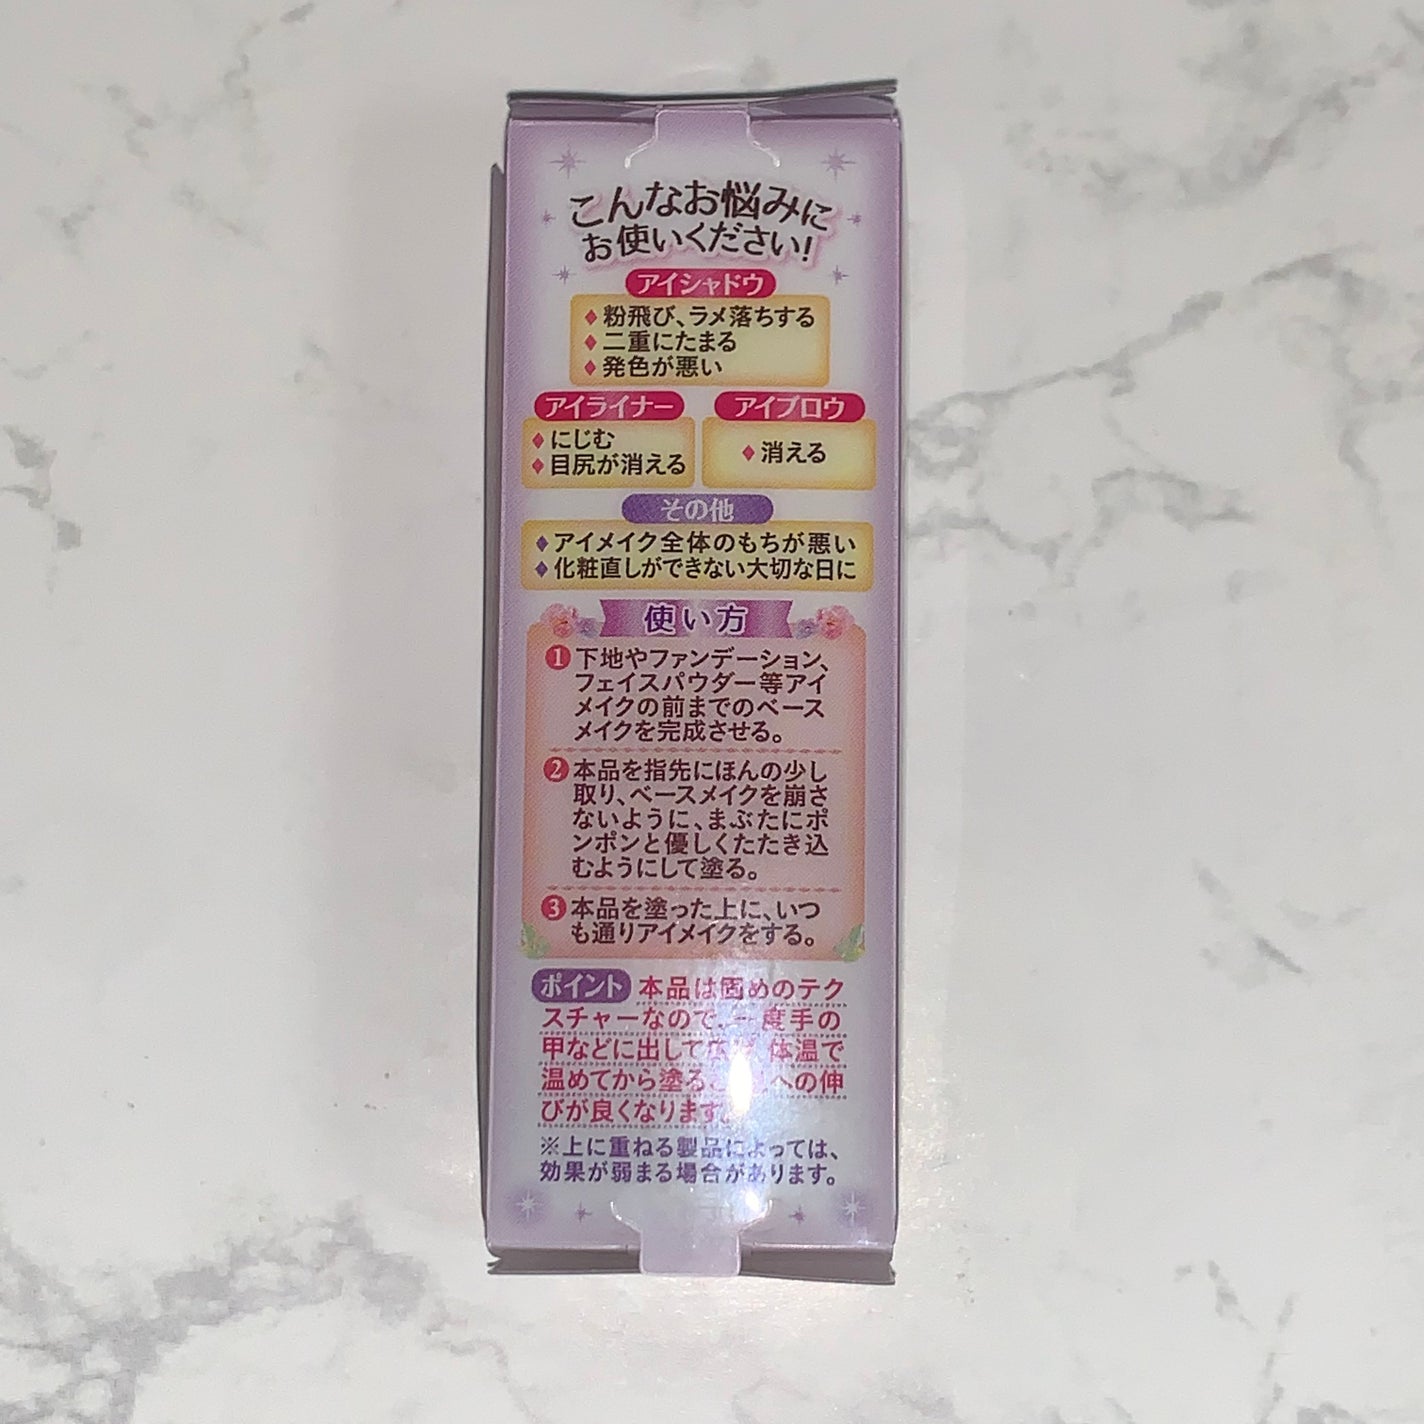 こんなお悩みに
お使いください!
アイシャドウ
♦粉飛び、ラメ落ちする
♦二重にたまる
♦発色が悪い
アイライナー
♦にじむ
♦目尻が消える
アイブロウ
♦消える
その他
♦アイメイク全体のもちが悪い
♦化粧直しができない大切な日に
使い方
❶下地やファンデーション、
フェイスパウダー等アイ
メイクの前までのベース
メイクを完成させる。
❷本品を指先にほんの少し
取り、ベースメイクを崩さ
ないように、まぶたにポ
ンポンと優しくたたき込
むようにして塗る。
❸本品を塗った上に、いつ
も通りアイメイクをする。
ポイント 本品は固めのテク
スチャーなので、一度手の
甲などに出して広げ 体温で
温めてから塗る への伸
びが良くなります。
※上に重ねる製品によっては、
効果が弱まる場合があります。